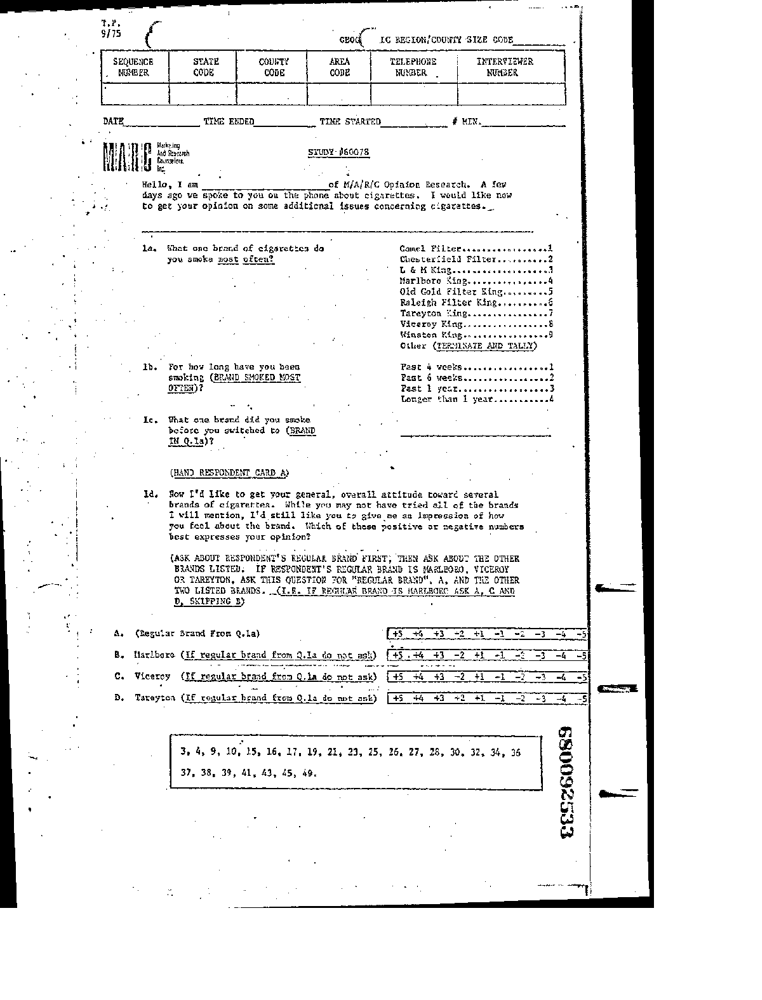 T.P.
9/75
GEOG IC REGION/COUNTY SIZE CODE
SEQUENCE NUMBER STATE CODE COUNTY CODE AREA CODE TELEPHONE NUMBER INTERVIEWER NUMBER
DATE TIME ENDED TIME STARTED # MIN.
M/A/R/C Marketing And Research Counselors, Inc.
STUDY #60078
Hello, I am of M/A/R/C Opinion Research. A few
days ago we spoke to you on the phone about cigarettes. I would like now
to get your opinion on some additional issues concerning cigarettes.
1a. What one brand of cigarettes do
you smoke most often?
Camel Filter.................1
Chesterfield Filter..........2
L & M King...................3
Marlboro King................4
Old Gold Filter King.........5
Raleigh Filter King..........6
Tareyton King................7
Viceroy King.................8
Winston King.................9
Other (TERMINATE AND TALLY)
1b. For how long have you been
smoking (BRAND SMOKED MOST
OFTEN)?
Past 4 weeks.................1
Past 6 weeks.................2
Past 1 year..................3
Longer than 1 year...........4
1c. What one brand did you smoke
before you switched to (BRAND
IN Q.1a)?
(HAND RESPONDENT CARD A)
1d. Now I'd like to get your general, overall attitude toward several
brands of cigarettes. While you may not have tried all of the brands
I will mention, I'd still like you to give me an impression of how
you feel about the brand. Which of these positive or negative numbers
best expresses your opinion?
(ASK ABOUT RESPONDENT'S REGULAR BRAND FIRST, THEN ASK ABOUT THE OTHER
BRANDS LISTED. IF RESPONDENT'S REGULAR BRAND IS MARLBORO, VICEROY
OR TAREYTON, ASK THIS QUESTION FOR "REGULAR BRAND", A, AND THE OTHER
TWO LISTED BRANDS. (I.E. IF REGULAR BRAND IS MARLBORO ASK A, C AND
D, SKIPPING B)
A. (Regular Brand From Q.1a) +5 +4 +3 +2 +1 -1 -2 -3 -4 -5
B. Marlboro (If regular brand from Q.1a do not ask) +5 +4 +3 +2 +1 -1 -2 -3 -4 -5
C. Viceroy (If regular brand from Q.1a do not ask) +5 +4 +3 +2 +1 -1 -2 -3 -4 -5
D. Tareyton (If regular brand from Q.1a do not ask) +5 +4 +3 +2 +1 -1 -2 -3 -4 -5
3, 4, 9, 10, 15, 16, 17, 19, 21, 23, 25, 26, 27, 28, 30, 32, 34, 36
37, 38, 39, 41, 43, 45, 49.
680092533